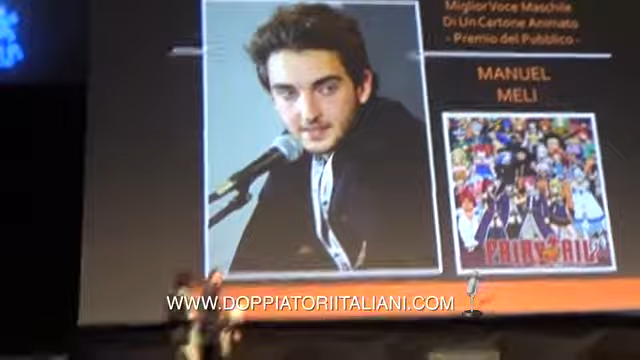 Miglior Voce Maschile
Di Un Cartone Animato
- Premio del Pubblico -
MANUEL
MELI
FAIRY TAIL
WWW.DOPPIATORIITALIANI.COM